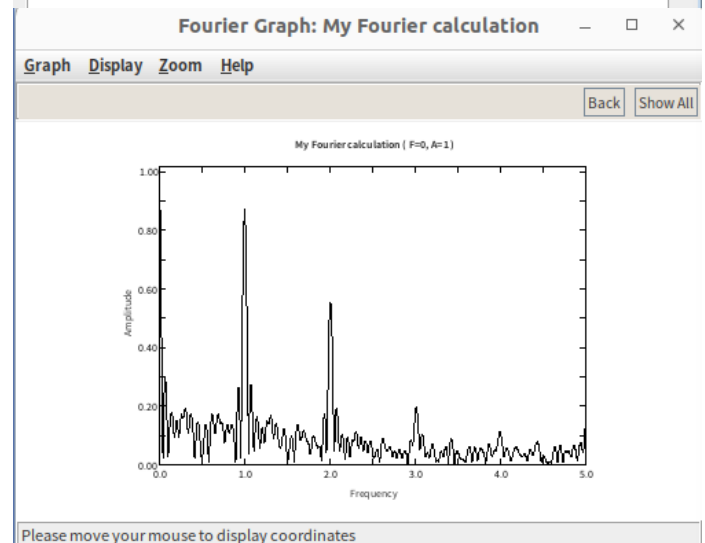 Fourier Graph: My Fourier calculation
Graph Display Zoom Help
Back Show All
My Fourier calculation ( F=0, A=1)
1.00
0.80
0.60
0.40
0.20
0.00
Amplitude
0.0 1.0 2.0 3.0 4.0 5.0
Frequency
Please move your mouse to display coordinates